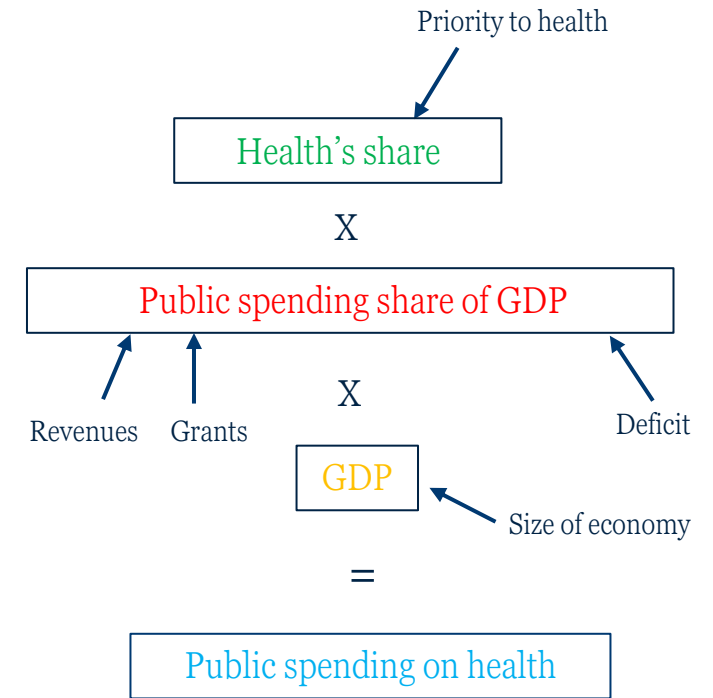 Priority to health
Health’s share
X
Public spending share of GDP
X
Revenues Grants
Deficit
GDP
Size of economy
=
Public spending on health